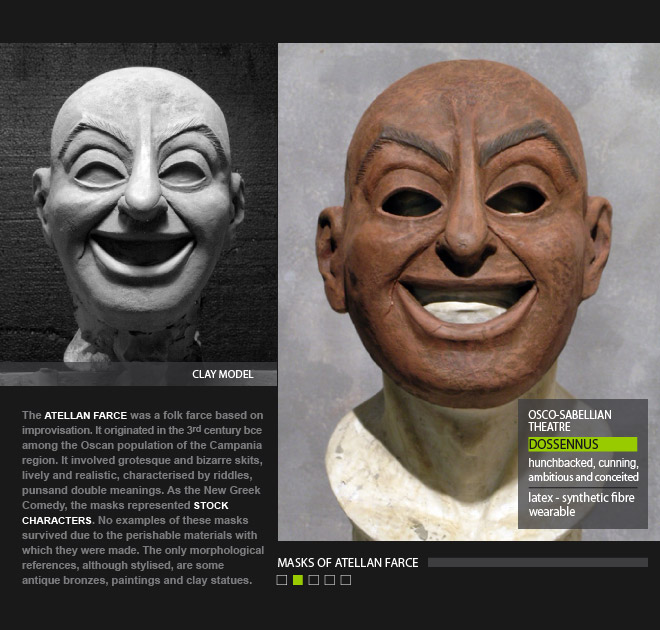 CLAY MODEL
The ATELLAN FARCE was a folk farce based on
improvisation. It originated in the 3rd century bce
among the Oscan population of the Campania
region. It involved grotesque and bizarre skits,
lively and realistic, characterised by riddles,
punsand double meanings. As the New Greek
Comedy, the masks represented STOCK
CHARACTERS. No examples of these masks
survived due to the perishable materials with
which they were made. The only morphological
references, although stylised, are some
antique bronzes, paintings and clay statues.
OSCO-SABELLIAN
THEATRE
DOSSENNUS
hunchbacked, cunning,
ambitious and conceited
latex - synthetic fibre
wearable
MASKS OF ATELLAN FARCE